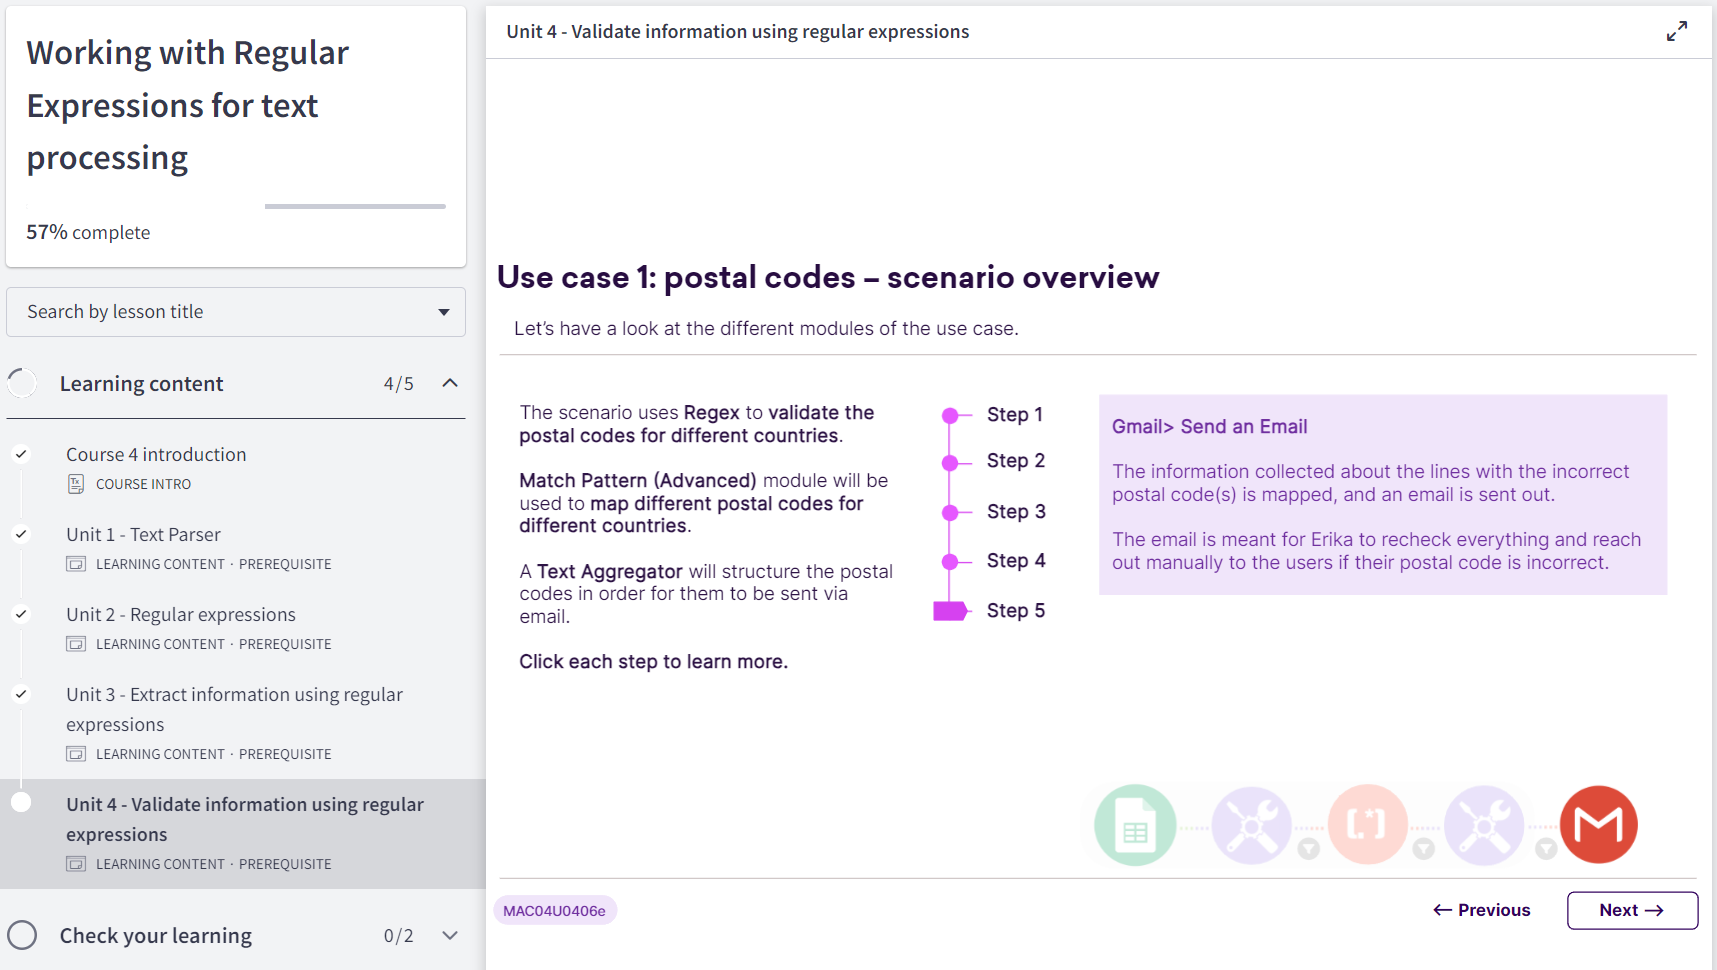 Working with Regular
Expressions for text
processing
57% complete
Search by lesson title
Learning content 4/5
Course 4 introduction
COURSE INTRO
Unit 1 - Text Parser
LEARNING CONTENT · PREREQUISITE
Unit 2 - Regular expressions
LEARNING CONTENT · PREREQUISITE
Unit 3 - Extract information using regular
expressions
LEARNING CONTENT · PREREQUISITE
Unit 4 - Validate information using regular
expressions
LEARNING CONTENT · PREREQUISITE
Check your learning 0/2
Unit 4 - Validate information using regular expressions
Use case 1: postal codes – scenario overview
Let’s have a look at the different modules of the use case.
The scenario uses Regex to validate the
postal codes for different countries.
Match Pattern (Advanced) module will be
used to map different postal codes for
different countries.
A Text Aggregator will structure the postal
codes in order for them to be sent via
email.
Click each step to learn more.
Step 1
Step 2
Step 3
Step 4
Step 5
Gmail> Send an Email
The information collected about the lines with the incorrect
postal code(s) is mapped, and an email is sent out.
The email is meant for Erika to recheck everything and reach
out manually to the users if their postal code is incorrect.
MAC04U0406e
← Previous
Next →